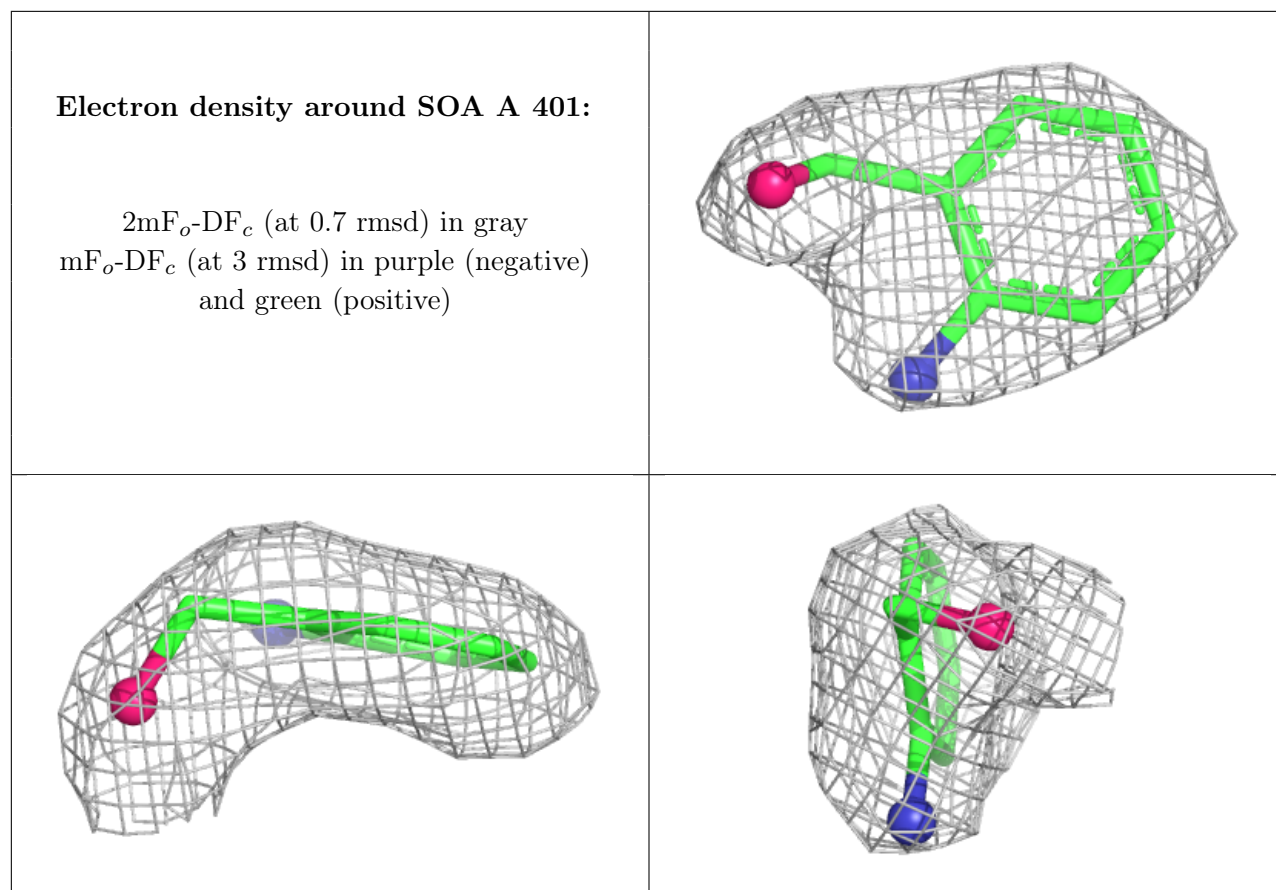 Electron density around SOA A 401:
2mFo-DFc (at 0.7 rmsd) in gray
mFo-DFc (at 3 rmsd) in purple (negative)
and green (positive)